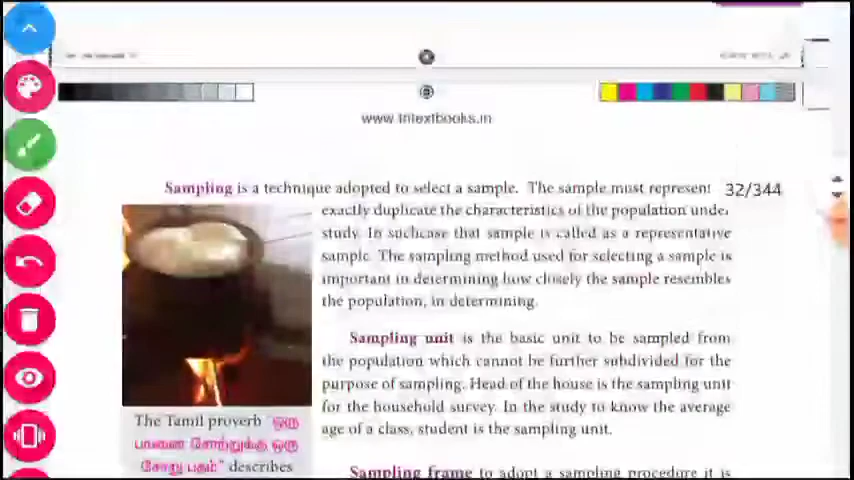 www.tntextbooks.in
Sampling is a technique adopted to select a sample. The sample must represent
32/344
exactly duplicate the characteristics of the population under
study. In suchcase that sample is called as a representative
sample. The sampling method used for selecting a sample is
important in determining how closely the sample resembles
the population, in determining.
Sampling unit is the basic unit to be sampled from
the population which cannot be further subdivided for the
purpose of sampling. Head of the house is the sampling unit
for the household survey. In the study to know the average
age of a class, student is the sampling unit.
Sampling frame to adopt a sampling procedure it is
The Tamil proverb "ஒரு
பானை சோற்றுக்கு ஒரு
சோறு பதம்" describes